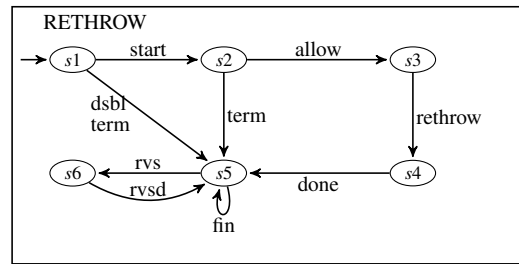 RETHROW
s1 start s2 allow s3
dsbl
term
term
rethrow
s6 rvs s5 done s4
rvsd
fin